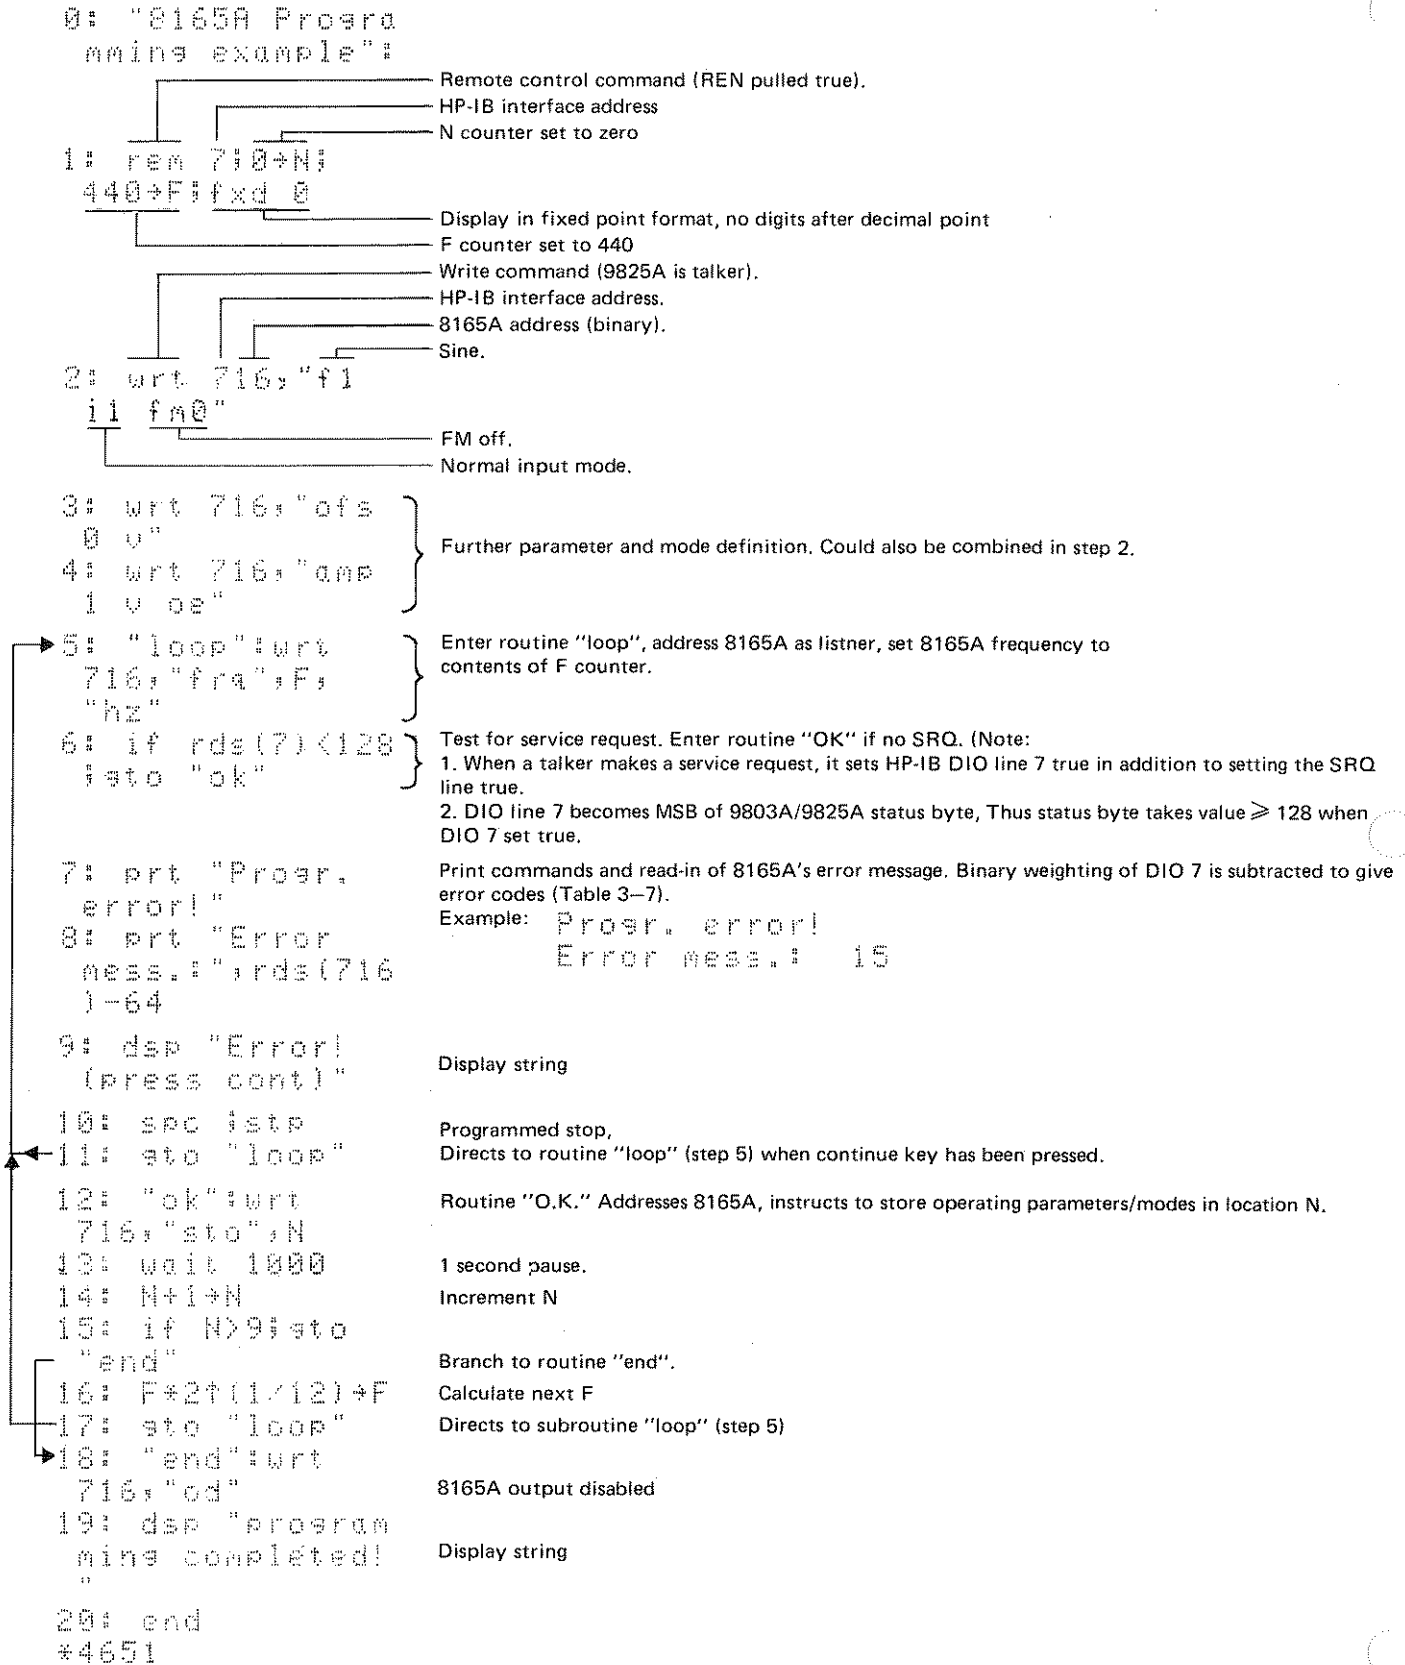 0: "8165A Progra
mming example":
Remote control command (REN pulled true).
HP-IB interface address
N counter set to zero
1: rem 7;0→N;
440→F;fxd 0
Display in fixed point format, no digits after decimal point
F counter set to 440
Write command (9825A is talker).
HP-IB interface address.
8165A address (binary).
Sine.
2: wrt 716,"f1
i1 fm0"
FM off.
Normal input mode.
3: wrt 716,"ofs
0 v"
4: wrt 716,"amp
1 v oe"
Further parameter and mode definition. Could also be combined in step 2.
5: "loop":wrt
716,"frq",F,
"hz"
Enter routine "loop", address 8165A as listner, set 8165A frequency to
contents of F counter.
6: if rds(7)<128
;gto "ok"
Test for service request. Enter routine "OK" if no SRQ. (Note:
1. When a talker makes a service request, it sets HP-IB DIO line 7 true in addition to setting the SRQ
line true.
2. DIO line 7 becomes MSB of 9803A/9825A status byte, Thus status byte takes value ⩾ 128 when
DIO 7 set true.
7: prt "Progr.
error!"
8: prt "Error
mess.:",rds(716
)-64
Print commands and read-in of 8165A's error message. Binary weighting of DIO 7 is subtracted to give
error codes (Table 3–7).
Example: Progr. error!
Error mess.: 15
9: dsp "Error!
(press cont)"
Display string
10: spc ;stp
Programmed stop,
11: gto "loop"
Directs to routine "loop" (step 5) when continue key has been pressed.
12: "ok":wrt
716,"sto",N
Routine "O.K." Addresses 8165A, instructs to store operating parameters/modes in location N.
13: wait 1000
1 second pause.
14: N+1→N
Increment N
15: if N>9;gto
"end"
Branch to routine "end".
16: F*2↑(1/12)→F
Calculate next F
17: gto "loop"
Directs to subroutine "loop" (step 5)
18: "end":wrt
716,"od"
8165A output disabled
19: dsp "program
ming completed!
"
Display string
20: end
*4651